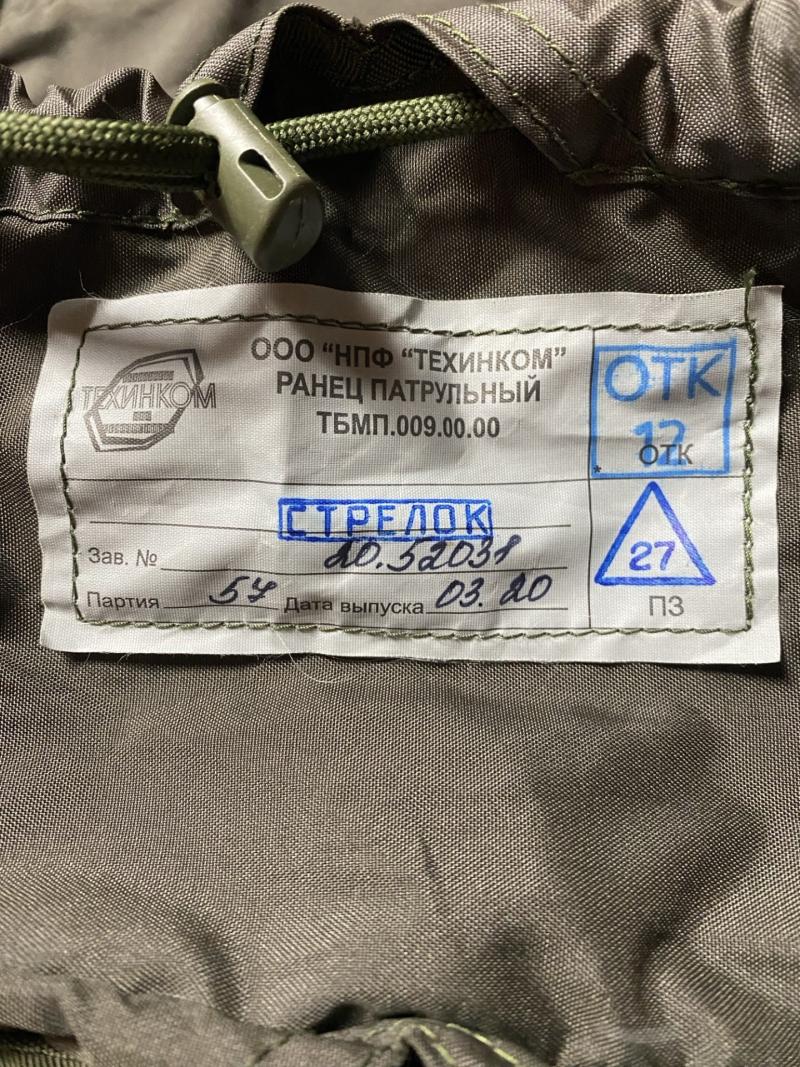 ТЕХИНКОМ
ООО "НПФ "ТЕХИНКОМ"
РАНЕЦ ПАТРУЛЬНЫЙ
ТБМП.009.00.00
ОТК
12
* ОТК
СТРЕЛОК
Зав. № 20.52031
Партия 57 Дата выпуска 03.20
27
ПЗ